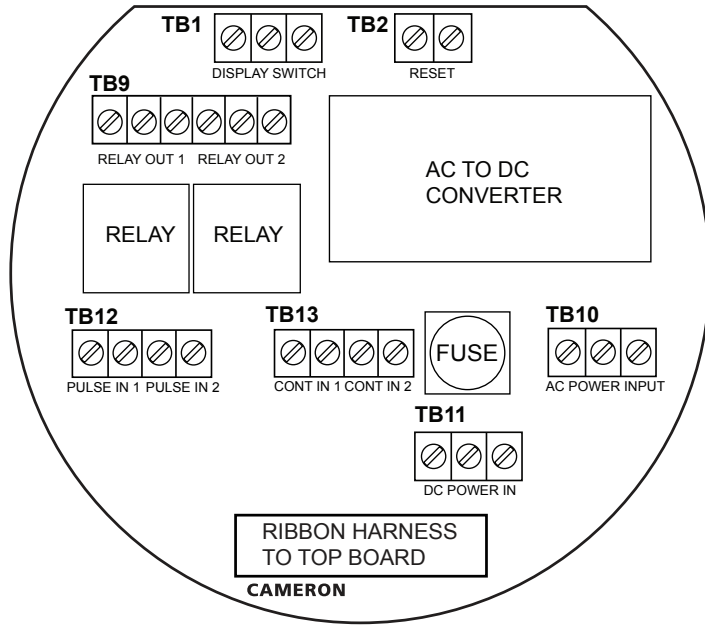 TB1
TB2
DISPLAY SWITCH
RESET
TB9
RELAY OUT 1 RELAY OUT 2
AC TO DC
CONVERTER
RELAY
RELAY
TB12
TB13
TB10
FUSE
PULSE IN 1 PULSE IN 2
CONT IN 1 CONT IN 2
AC POWER INPUT
TB11
DC POWER IN
RIBBON HARNESS
TO TOP BOARD
CAMERON